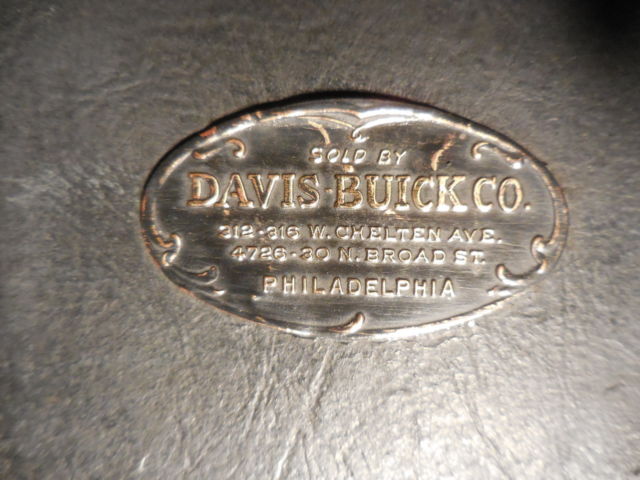 SOLD BY
DAVIS-BUICK CO.
312-316 W. CHELTEN AVE.
4726-30 N. BROAD ST.
PHILADELPHIA